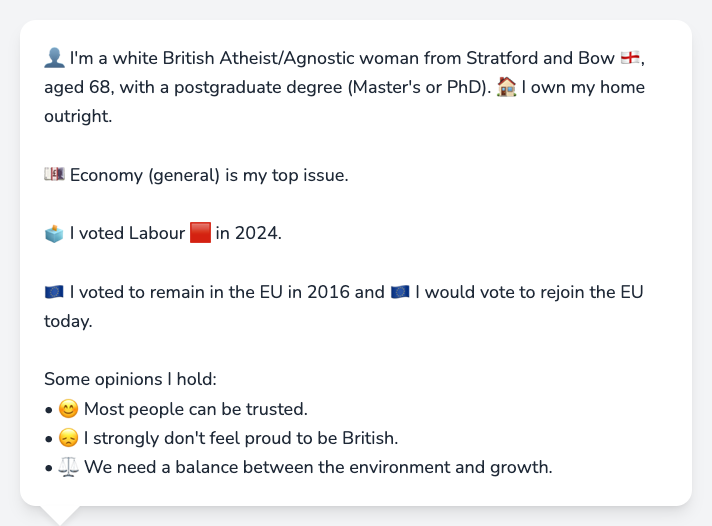 👤 I'm a white British Atheist/Agnostic woman from Stratford and Bow 🏴󠁧󠁢󠁥󠁮󠁧󠁿,
aged 68, with a postgraduate degree (Master's or PhD). 🏠 I own my home
outright.
💷 Economy (general) is my top issue.
🗳️ I voted Labour 🟥 in 2024.
🇪🇺 I voted to remain in the EU in 2016 and 🇪🇺 I would vote to rejoin the EU
today.
Some opinions I hold:
• 😊 Most people can be trusted.
• 😞 I strongly don't feel proud to be British.
• ⚖️ We need a balance between the environment and growth.